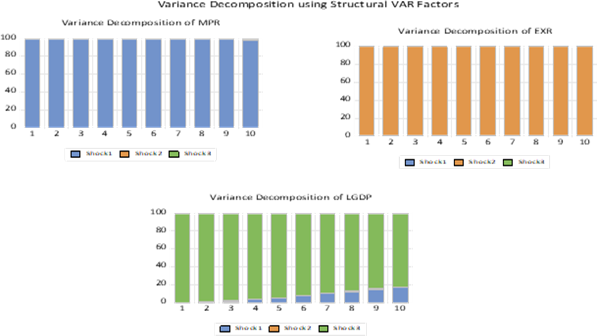 Variance Decomposition using Structural VAR Factors
Variance Decomposition of MPR
100
80
60
40
20
0
1 2 3 4 5 6 7 8 9 10
Shock1 Shock2 Shock3
Variance Decomposition of EXR
100
80
60
40
20
0
1 2 3 4 5 6 7 8 9 10
Shock1 Shock2 Shock3
Variance Decomposition of LGDP
100
80
60
40
20
0
1 2 3 4 5 6 7 8 9 10
Shock1 Shock2 Shock3